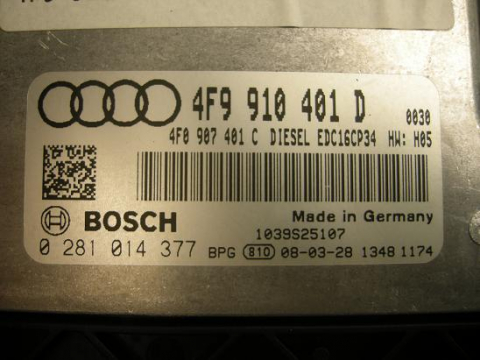 4F9 910 401 D 0030
4F0 907 401 C DIESEL EDC16CP34 HW: H05
BOSCH
Made in Germany
1039S25107
0 281 014 377 BPG 810 08-03-28 1348 1174